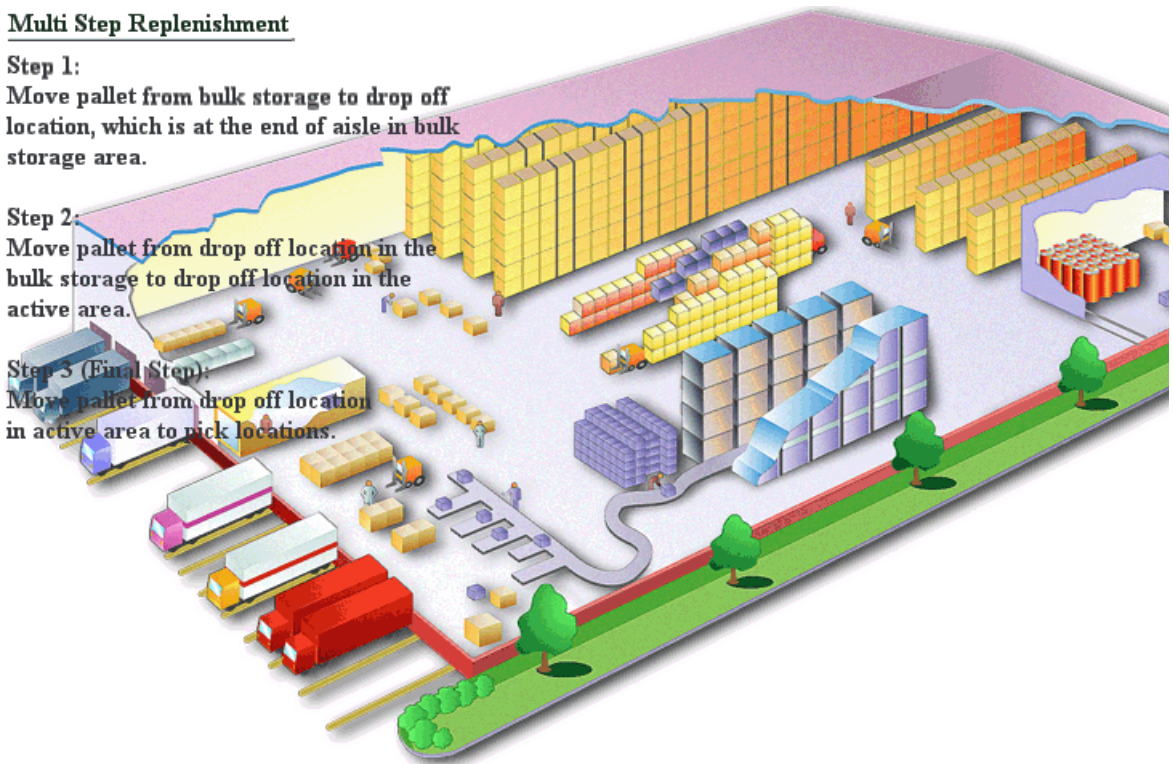 Multi Step Replenishment
Step 1:
Move pallet from bulk storage to drop off
location, which is at the end of aisle in bulk
storage area.
Step 2:
Move pallet from drop off location in the
bulk storage to drop off location in the
active area.
Step 3 (Final Step):
Move pallet from drop off location
in active area to pick locations.